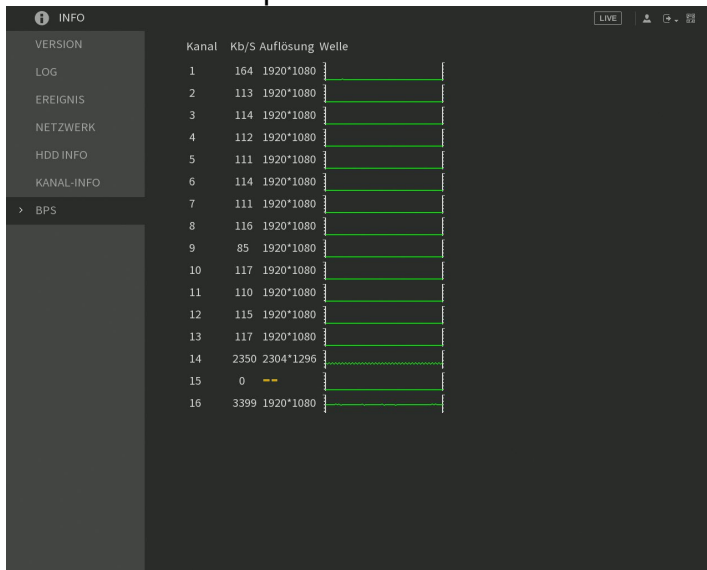 INFO
LIVE
VERSION
LOG
EREIGNIS
NETZWERK
HDD INFO
KANAL-INFO
> BPS
Kanal Kb/S Auflösung Welle
1 164 1920*1080
2 113 1920*1080
3 114 1920*1080
4 112 1920*1080
5 111 1920*1080
6 114 1920*1080
7 111 1920*1080
8 116 1920*1080
9 85 1920*1080
10 117 1920*1080
11 110 1920*1080
12 115 1920*1080
13 117 1920*1080
14 2350 2304*1296
15 0 --
16 3399 1920*1080